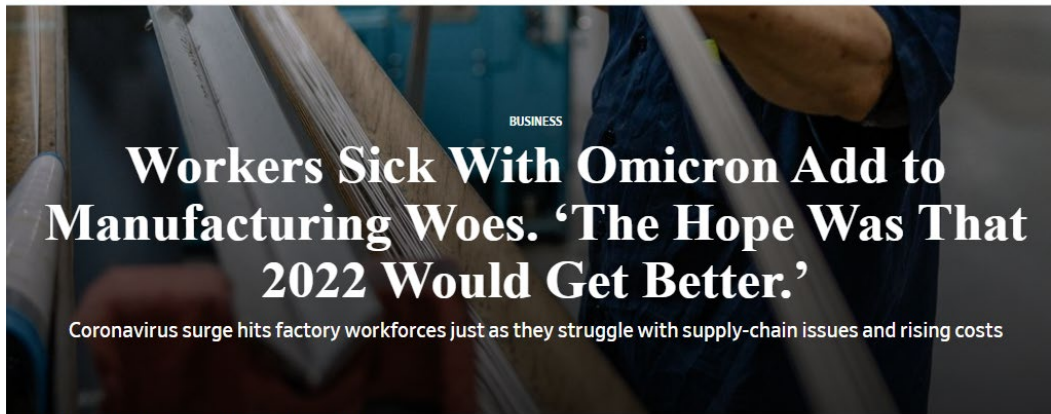 BUSINESS
Workers Sick With Omicron Add to
Manufacturing Woes. ‘The Hope Was That
2022 Would Get Better.’
Coronavirus surge hits factory workforces just as they struggle with supply-chain issues and rising costs